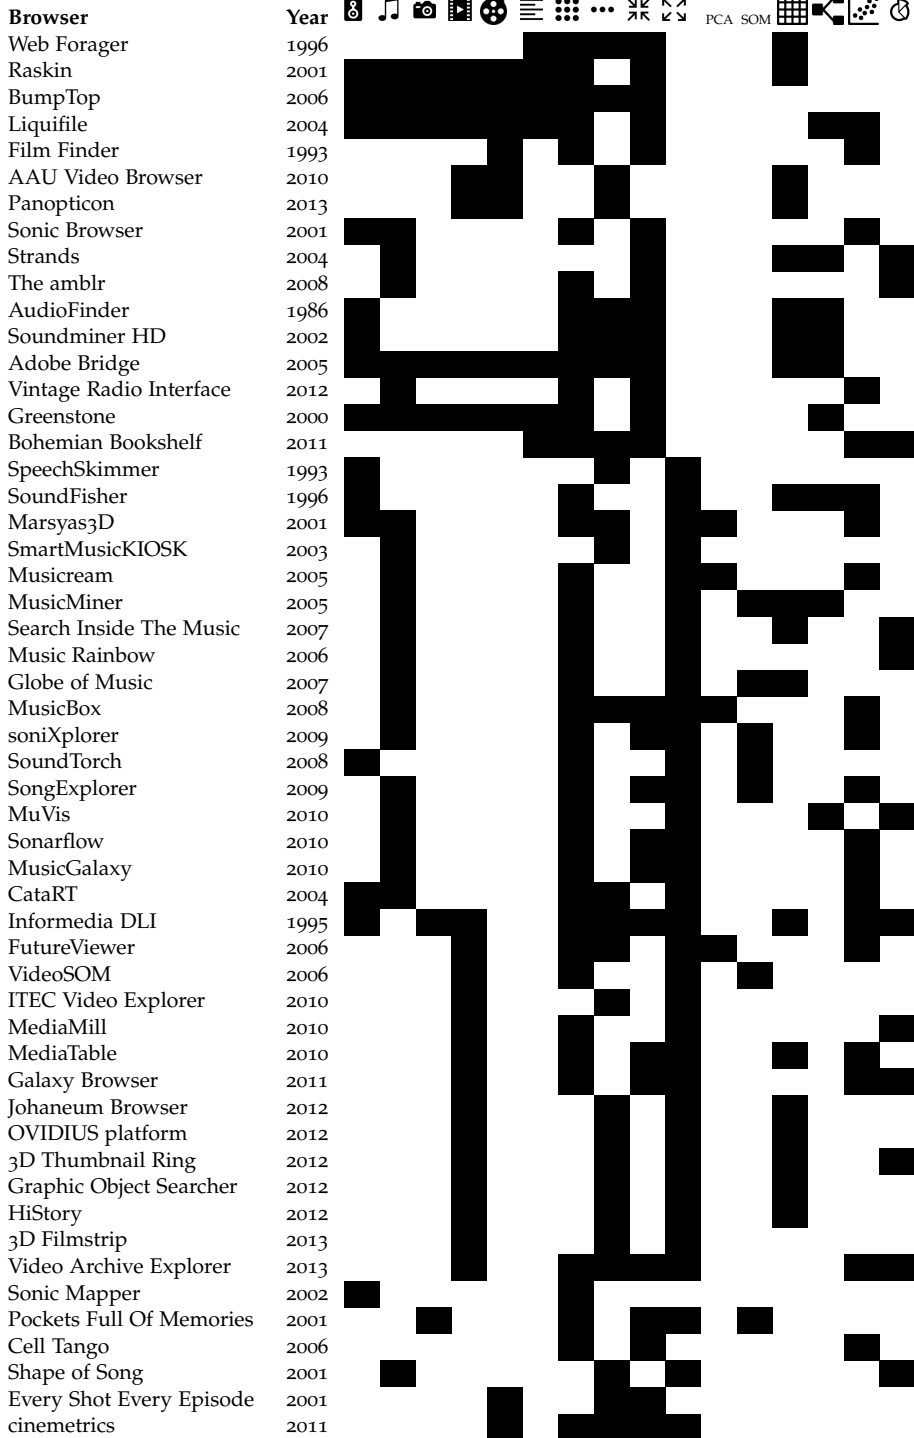 Browser Year PCA SOM
Web Forager 1996
Raskin 2001
BumpTop 2006
Liquifile 2004
Film Finder 1993
AAU Video Browser 2010
Panopticon 2013
Sonic Browser 2001
Strands 2004
The amblr 2008
AudioFinder 1986
Soundminer HD 2002
Adobe Bridge 2005
Vintage Radio Interface 2012
Greenstone 2000
Bohemian Bookshelf 2011
SpeechSkimmer 1993
SoundFisher 1996
Marsyas3D 2001
SmartMusicKIOSK 2003
Musicream 2005
MusicMiner 2005
Search Inside The Music 2007
Music Rainbow 2006
Globe of Music 2007
MusicBox 2008
soniXplorer 2009
SoundTorch 2008
SongExplorer 2009
MuVis 2010
Sonarflow 2010
MusicGalaxy 2010
CataRT 2004
Informedia DLI 1995
FutureViewer 2006
VideoSOM 2006
ITEC Video Explorer 2010
MediaMill 2010
MediaTable 2010
Galaxy Browser 2011
Johaneum Browser 2012
OVIDIUS platform 2012
3D Thumbnail Ring 2012
Graphic Object Searcher 2012
HiStory 2012
3D Filmstrip 2013
Video Archive Explorer 2013
Sonic Mapper 2002
Pockets Full Of Memories 2001
Cell Tango 2006
Shape of Song 2001
Every Shot Every Episode 2001
cinemetrics 2011